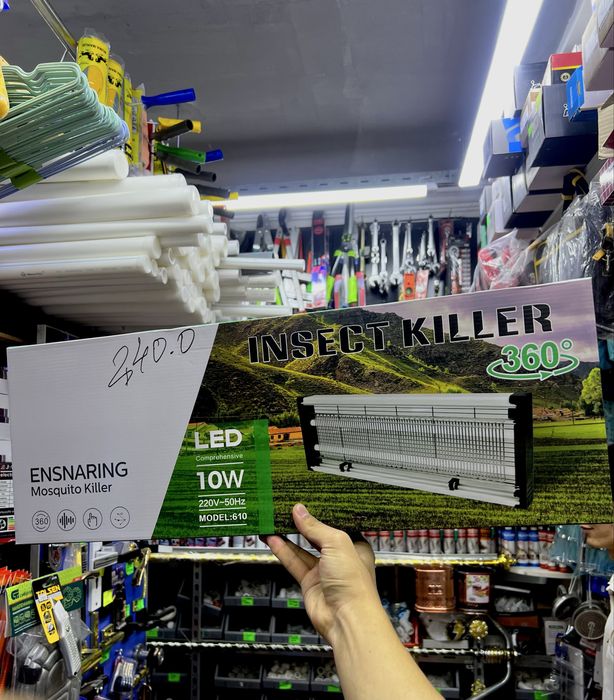 240.0
INSECT KILLER
360°
LED
Comprehensive
10W
220V~50Hz
MODEL:610
ENSNARING
Mosquito Killer
360